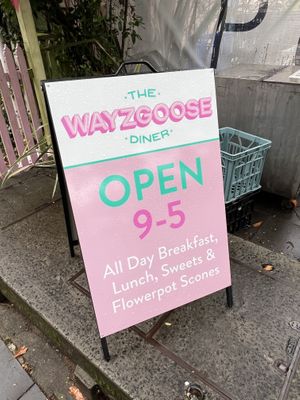 ·THE·
WAYZGOOSE
·DINER·
OPEN
9-5
All Day Breakfast,
Lunch, Sweets &
Flowerpot Scones